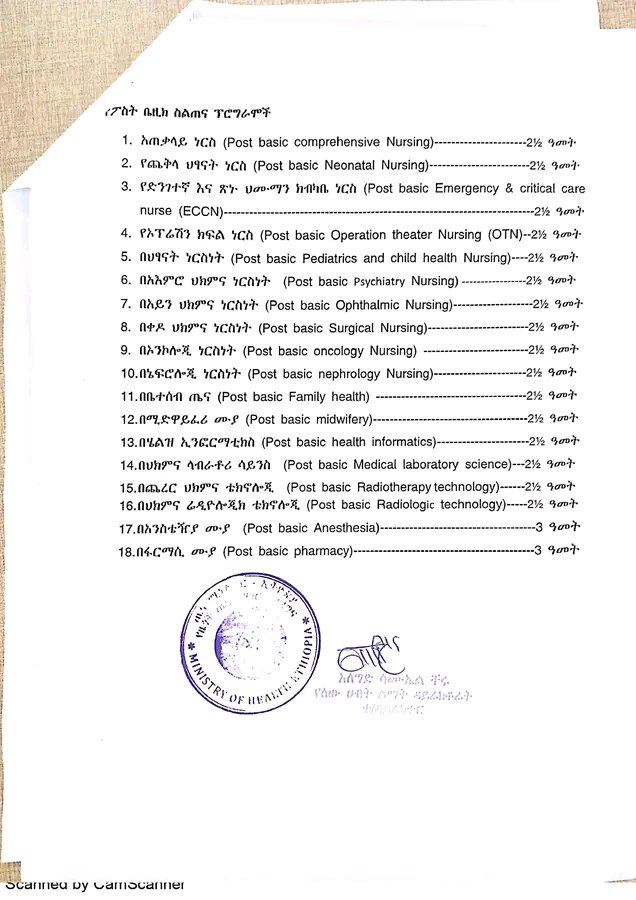 የፖስት ቤዚክ ስልጠና ፕሮግራሞች
1. አጠቃላይ ነርስ (Post basic comprehensive Nursing)----------------------2½ ዓመት
2. የጨቅላ ህፃናት ነርስ (Post basic Neonatal Nursing)------------------------2½ ዓመት
3. የድንገተኛ እና ጽኑ ህሙማን ክብካቤ ነርስ (Post basic Emergency & critical care
nurse (ECCN)--------------------------------------------------------------------------2½ ዓመት
4. የኦፐሬሽን ክፍል ነርስ (Post basic Operation theater Nursing (OTN)--2½ ዓመት
5. በህፃናት ነርስነት (Post basic Pediatrics and child health Nursing)----2½ ዓመት
6. በአእምሮ ህክምና ነርስነት (Post basic Psychiatry Nursing) ----------------2½ ዓመት
7. በአይን ህክምና ነርስነት (Post basic Ophthalmic Nursing)-------------------2½ ዓመት
8. በቀዶ ህክምና ነርስነት (Post basic Surgical Nursing)------------------------2½ ዓመት
9. በኦንኮሎጂ ነርስነት (Post basic oncology Nursing) -------------------------2½ ዓመት
10.በኔፍሮሎጂ ነርስነት (Post basic nephrology Nursing)---------------------2½ ዓመት
11.በቤተሰብ ጤና (Post basic Family health) -------------------------------------2½ ዓመት
12.በሚድዋይፈሪ ሙያ (Post basic midwifery)-------------------------------------2½ ዓመት
13.በሄልዝ ኢንፎርማቲክስ (Post basic health informatics)----------------------2½ ዓመት
14.በህክምና ላብራቶሪ ሳይንስ (Post basic Medical laboratory science)---2½ ዓመት
15.በጨረር ህክምና ቴክኖሎጂ (Post basic Radiotherapy technology)------2½ ዓመት
16.በህክምና ሬዲዮሎጂክ ቴክኖሎጂ (Post basic Radiologic technology)-----2½ ዓመት
17.በአንስቴዥያ ሙያ (Post basic Anesthesia)-------------------------------------3 ዓመት
18.በፋርማሲ ሙያ (Post basic pharmacy)-------------------------------------------3 ዓመት
MINISTRY OF HEALTH ETHIOPIA
አሰግድ ሳሙኤል ቸሩ
የሰው ሀብት ልማት ዳይሬክቶሬት
Scanned by CamScanner